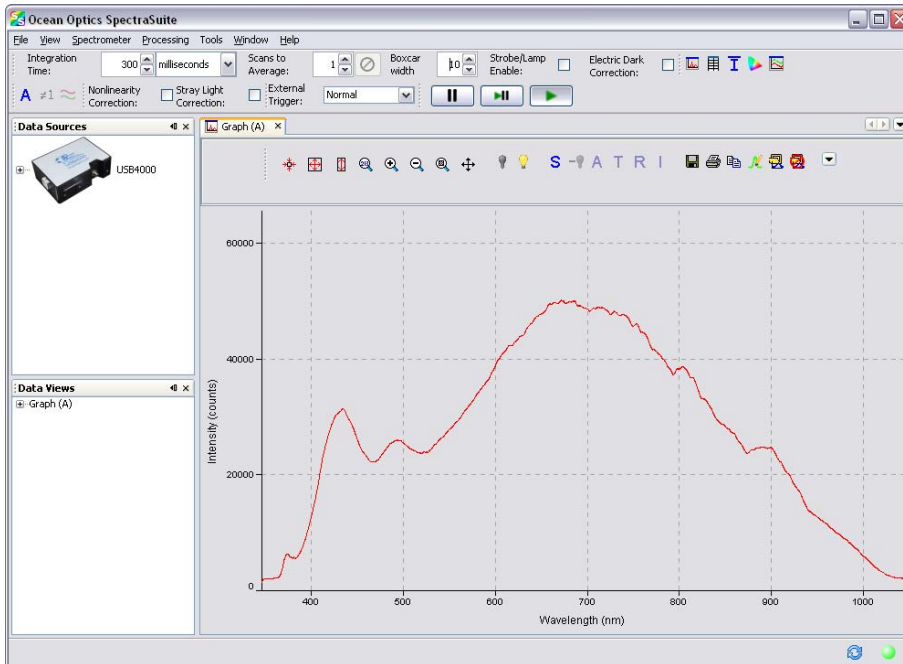 Ocean Optics SpectraSuite
File View Spectrometer Processing Tools Window Help
Integration Time: 300 milliseconds Scans to Average: 1 Boxcar width 10 Strobe/Lamp Enable: Electric Dark Correction:
A ≠1 Nonlinearity Correction: Stray Light Correction: External Trigger: Normal
Data Sources
Graph (A)
USB4000
S A T R I
60000
40000
20000
0
Intensity (counts)
400 500 600 700 800 900 1000
Wavelength (nm)
Data Views
Graph (A)